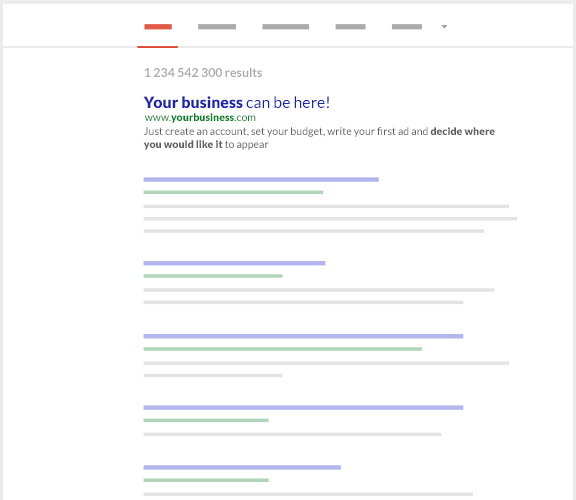 1 234 542 300 results
Your business can be here!
www.yourbusiness.com
Just create an account, set your budget, write your first ad and decide where
you would like it to appear